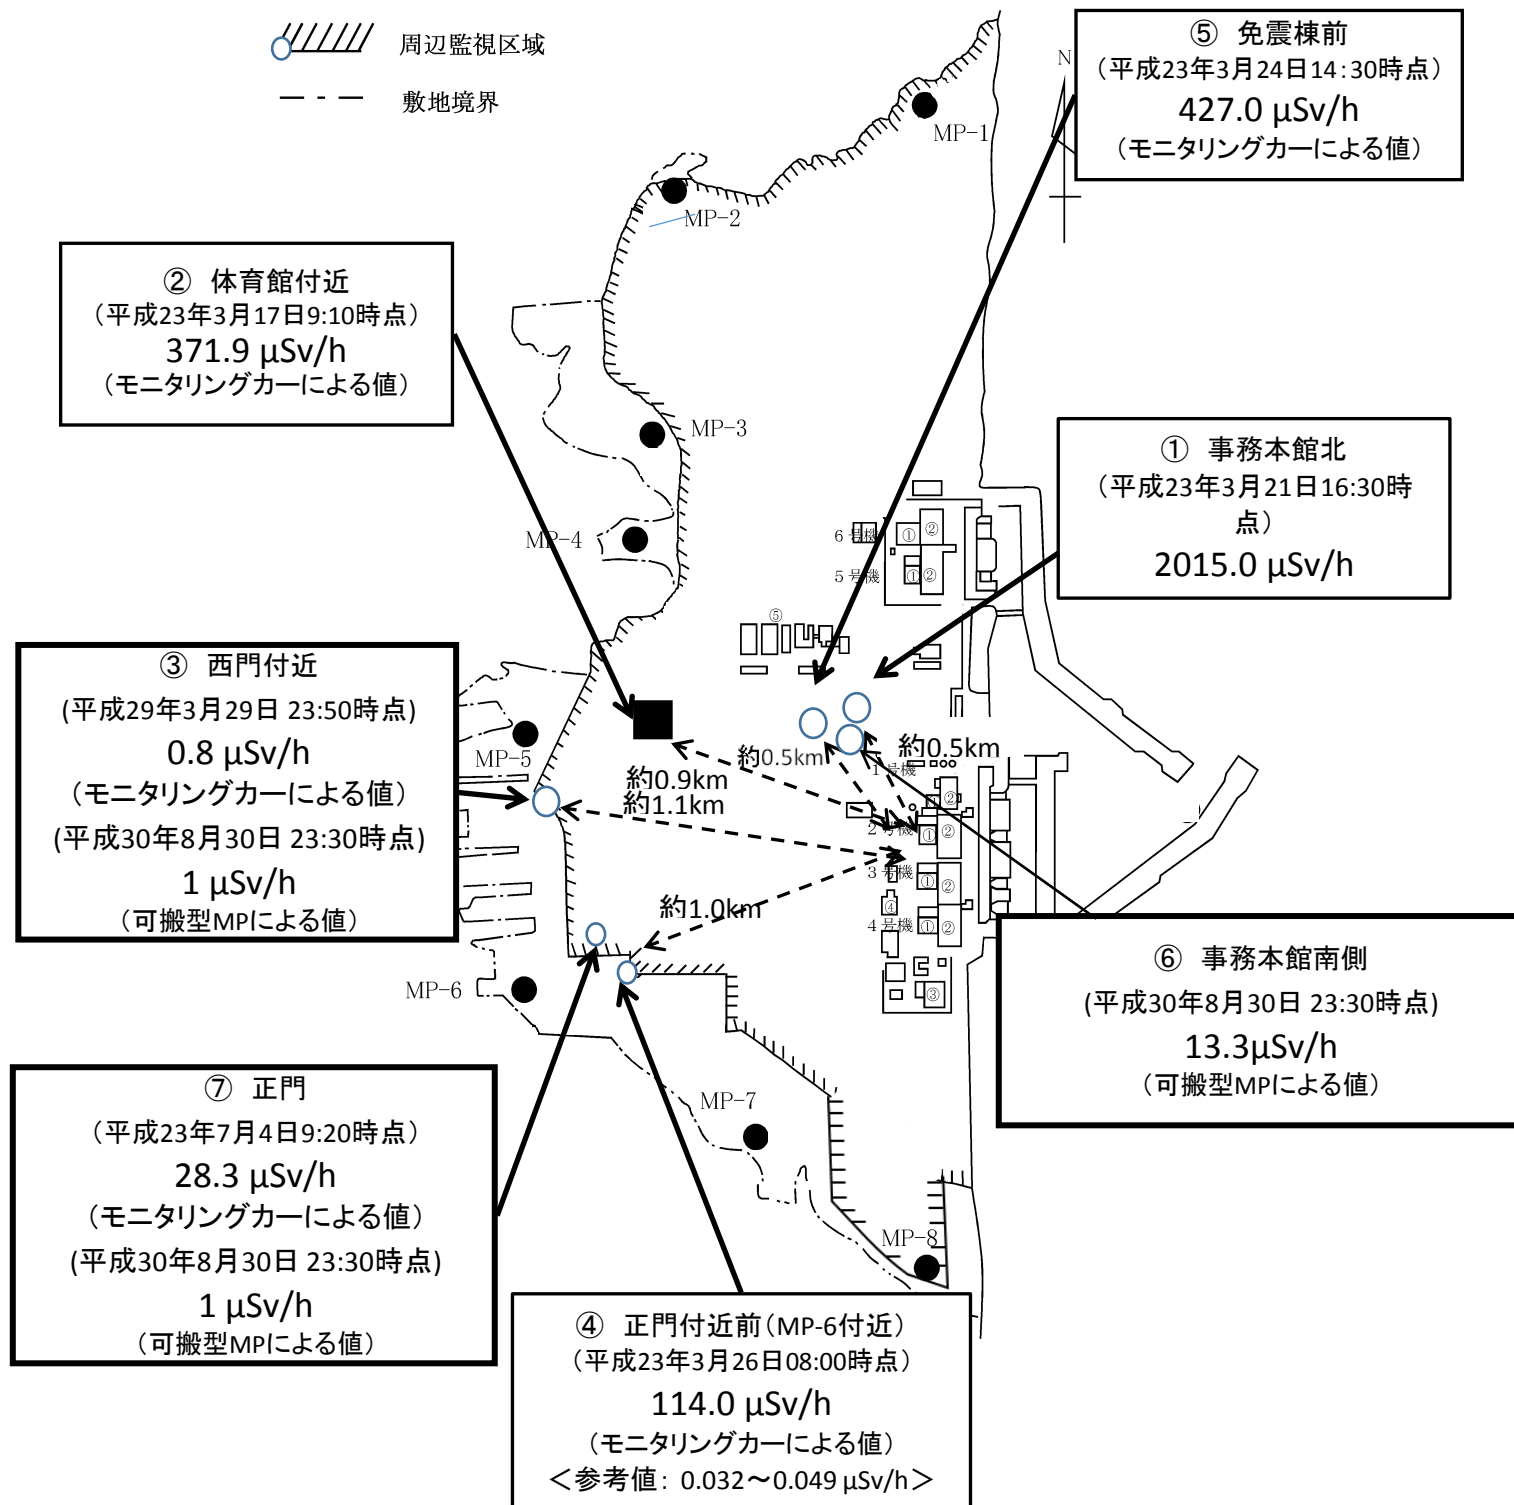 周辺監視区域
敷地境界
N
⑤ 免震棟前
（平成23年3月24日14:30時点）
427.0 μSv/h
（モニタリングカーによる値）
MP-1
MP-2
② 体育館付近
（平成23年3月17日9:10時点）
371.9 μSv/h
（モニタリングカーによる値）
MP-3
① 事務本館北
（平成23年3月21日16:30時
点）
2015.0 μSv/h
MP-4
6号機
①
②
5号機
①
②
⑤
③ 西門付近
(平成29年3月29日 23:50時点)
0.8 μSv/h
（モニタリングカーによる値）
(平成30年8月30日 23:30時点)
1 μSv/h
（可搬型MPによる値）
MP-5
約0.5km
約0.5km
約0.9km
約1.1km
1号機
①
②
2号機
①
②
3号機
①
②
④
4号機
①
②
約1.0km
③
MP-6
⑥ 事務本館南側
(平成30年8月30日 23:30時点)
13.3μSv/h
（可搬型MPによる値）
⑦ 正門
（平成23年7月4日9:20時点）
28.3 μSv/h
（モニタリングカーによる値）
(平成30年8月30日 23:30時点)
1 μSv/h
（可搬型MPによる値）
MP-7
MP-8
④ 正門付近前（MP-6付近）
（平成23年3月26日08:00時点）
114.0 μSv/h
（モニタリングカーによる値）
＜参考値： 0.032～0.049 μSv/h＞